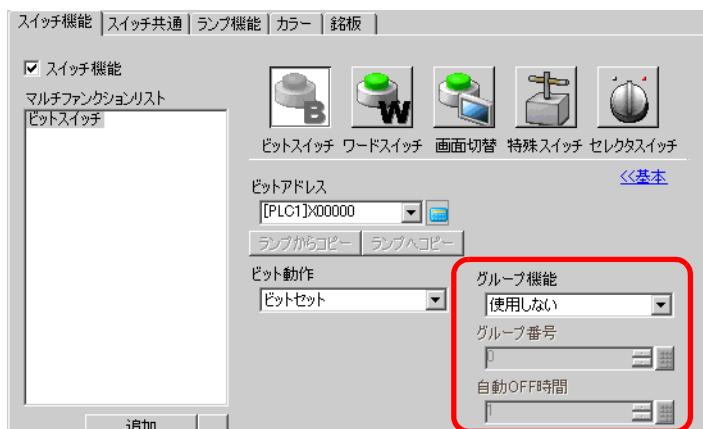 スイッチ機能 スイッチ共通 ランプ機能 カラー 銘板
スイッチ機能
マルチファンクションリスト
ビットスイッチ
B
W
ビットスイッチ ワードスイッチ 画面切替 特殊スイッチ セレクタスイッチ
<<基本
ビットアドレス
[PLC1]X00000
ランプからコピー ランプへコピー
ビット動作
ビットセット
グループ機能
使用しない
グループ番号
0
自動OFF時間
1
追加